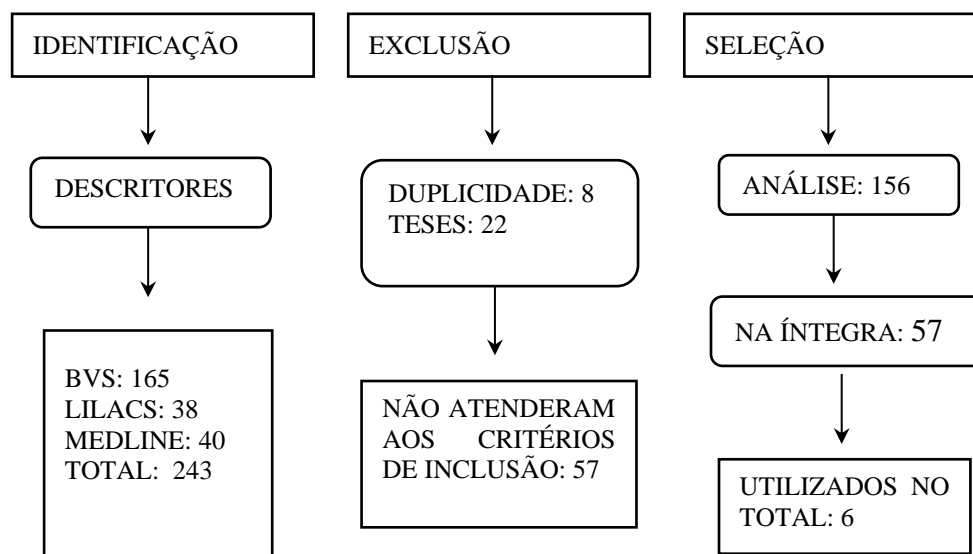 IDENTIFICAÇÃO
DESCRITORES
BVS: 165
LILACS: 38
MEDLINE: 40
TOTAL: 243
EXCLUSÃO
DUPLICIDADE: 8
TESES: 22
NÃO ATENDERAM
AOS CRITÉRIOS
DE INCLUSÃO: 57
SELEÇÃO
ANÁLISE: 156
NA ÍNTEGRA: 57
UTILIZADOS NO
TOTAL: 6